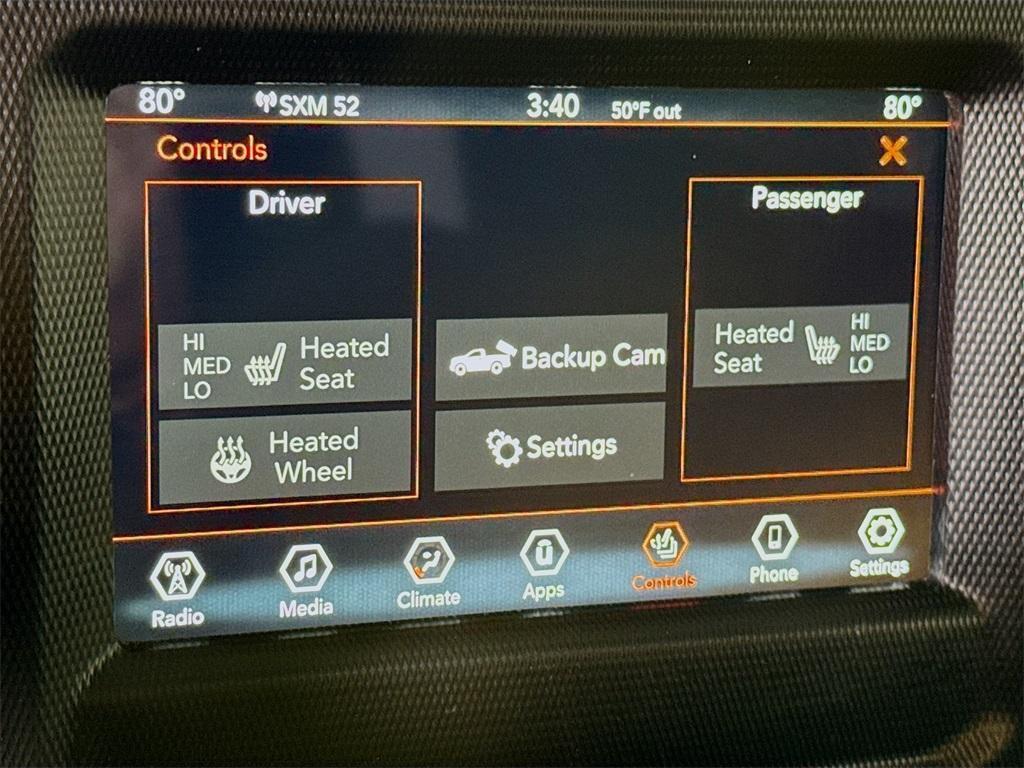 80° SXM 52 3:40 50°F out 80°
Controls
Driver
Passenger
HI
MED
LO
Heated
Seat
Backup Cam
Heated
Seat
HI
MED
LO
Heated
Wheel
Settings
Radio
Media
Climate
Apps
Controls
Phone
Settings